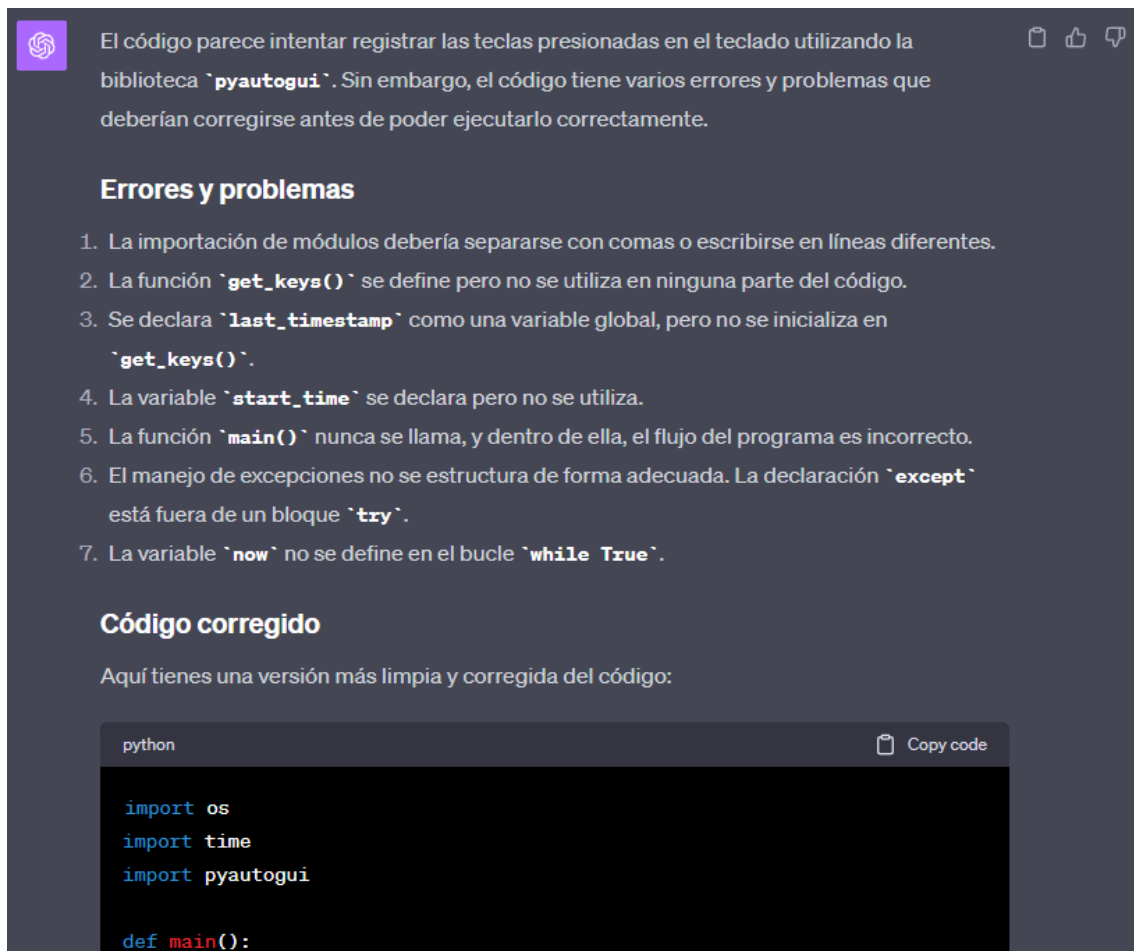 El código parece intentar registrar las teclas presionadas en el teclado utilizando la
biblioteca `pyautogui`. Sin embargo, el código tiene varios errores y problemas que
deberían corregirse antes de poder ejecutarlo correctamente.
Errores y problemas
1. La importación de módulos debería separarse con comas o escribirse en líneas diferentes.
2. La función `get_keys()` se define pero no se utiliza en ninguna parte del código.
3. Se declara `last_timestamp` como una variable global, pero no se inicializa en
`get_keys()`.
4. La variable `start_time` se declara pero no se utiliza.
5. La función `main()` nunca se llama, y dentro de ella, el flujo del programa es incorrecto.
6. El manejo de excepciones no se estructura de forma adecuada. La declaración `except`
está fuera de un bloque `try`.
7. La variable `now` no se define en el bucle `while True`.
Código corregido
Aquí tienes una versión más limpia y corregida del código:
python Copy code
import os
import time
import pyautogui
def main():